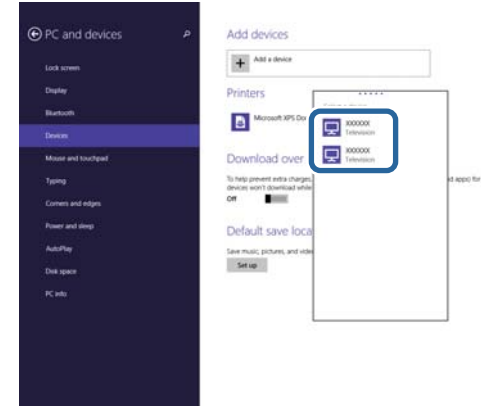 PC and devices
Lock screen
Display
Bluetooth
Devices
Mouse and touchpad
Typing
Corners and edges
Power and sleep
AutoPlay
Disk space
PC info
Add devices
Add a device
Printers
Microsoft XPS Do
XXXXXX
Television
XXXXXX
Television
Download over
To help prevent extra charges, d apps) for
devices won't download while
Off
Default save loca
Save music, pictures, and vide
Set up